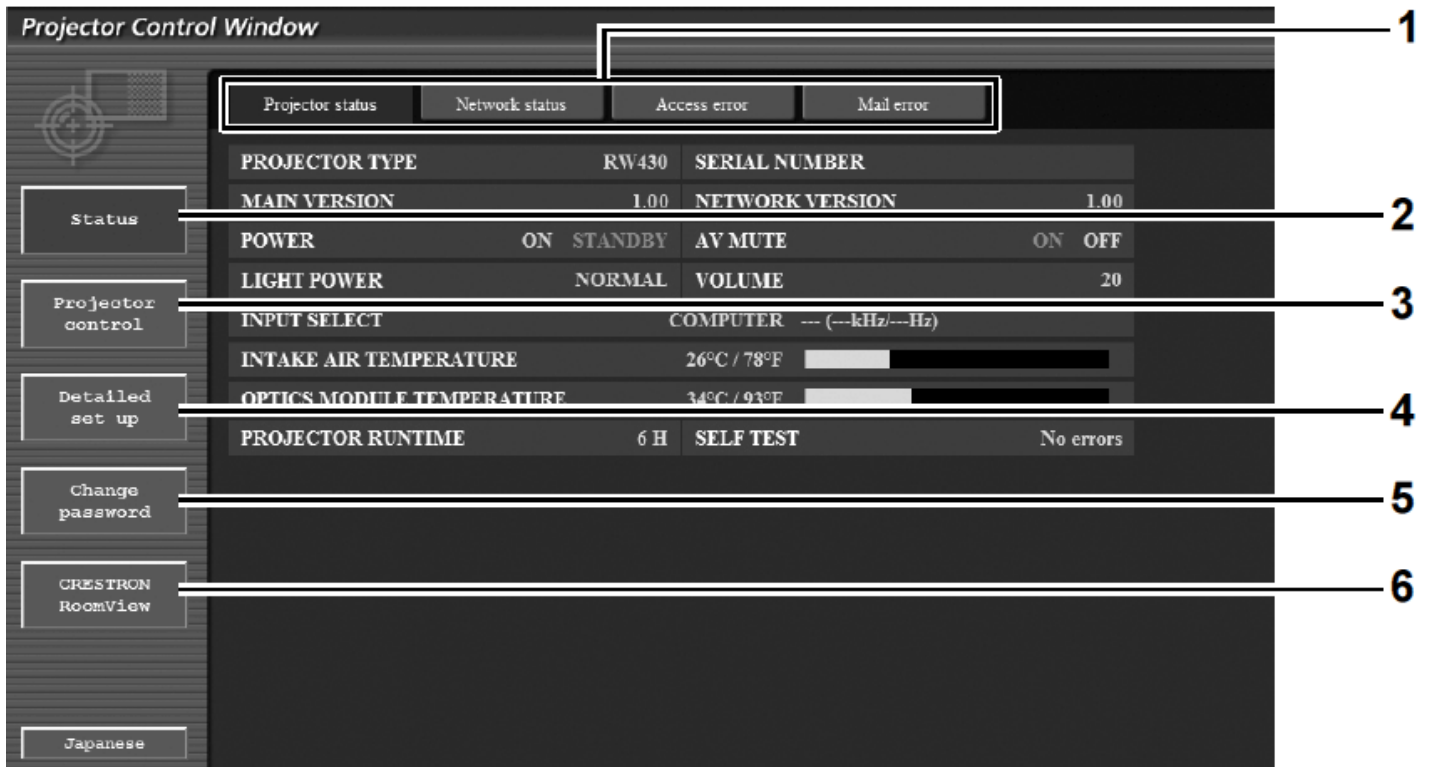 Projector Control Window
1
Projector status Network status Access error Mail error
PROJECTOR TYPE RW430 SERIAL NUMBER
Status
MAIN VERSION 1.00 NETWORK VERSION 1.00
2
POWER ON STANDBY AV MUTE ON OFF
LIGHT POWER NORMAL VOLUME 20
Projector
control
3
INPUT SELECT COMPUTER --- (---kHz/---Hz)
INTAKE AIR TEMPERATURE 26°C / 78°F
Detailed
set up
OPTICS MODULE TEMPERATURE 34°C / 93°F
4
PROJECTOR RUNTIME 6 H SELF TEST No errors
Change
password
5
CRESTRON
RoomView
6
Japanese